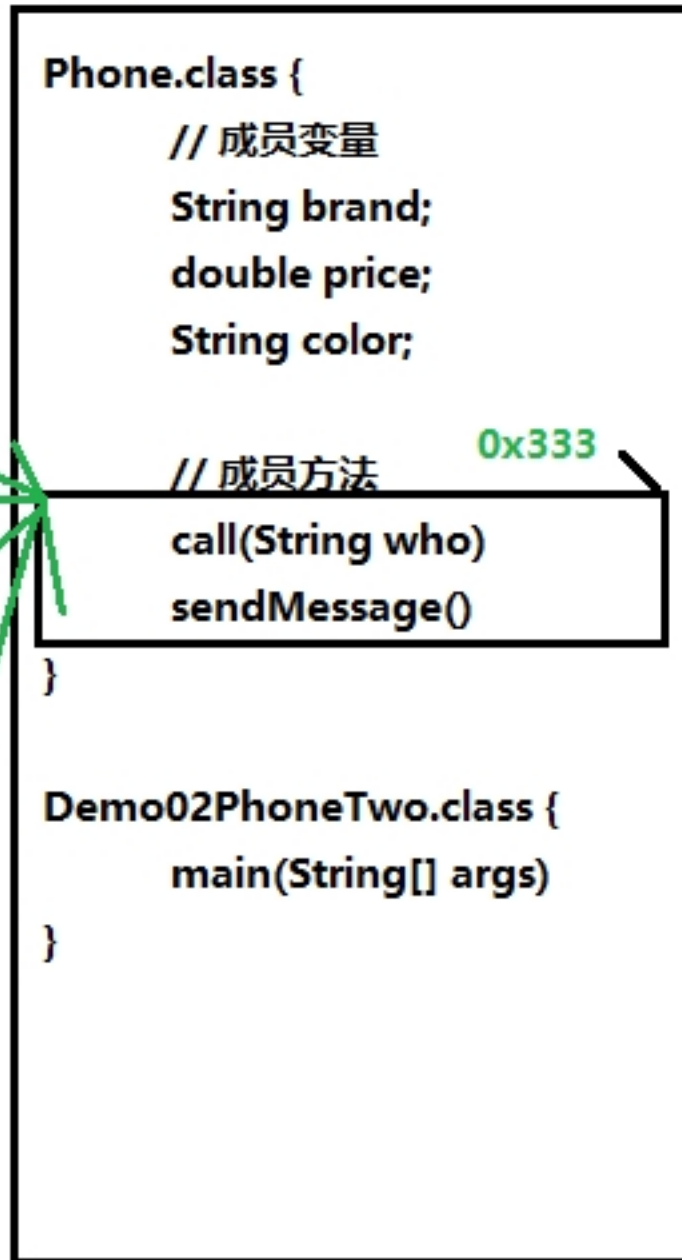 Phone.class {
// 成员变量
String brand;
double price;
String color;
0x333
// 成员方法
call(String who)
sendMessage()
}
Demo02PhoneTwo.class {
main(String[] args)
}